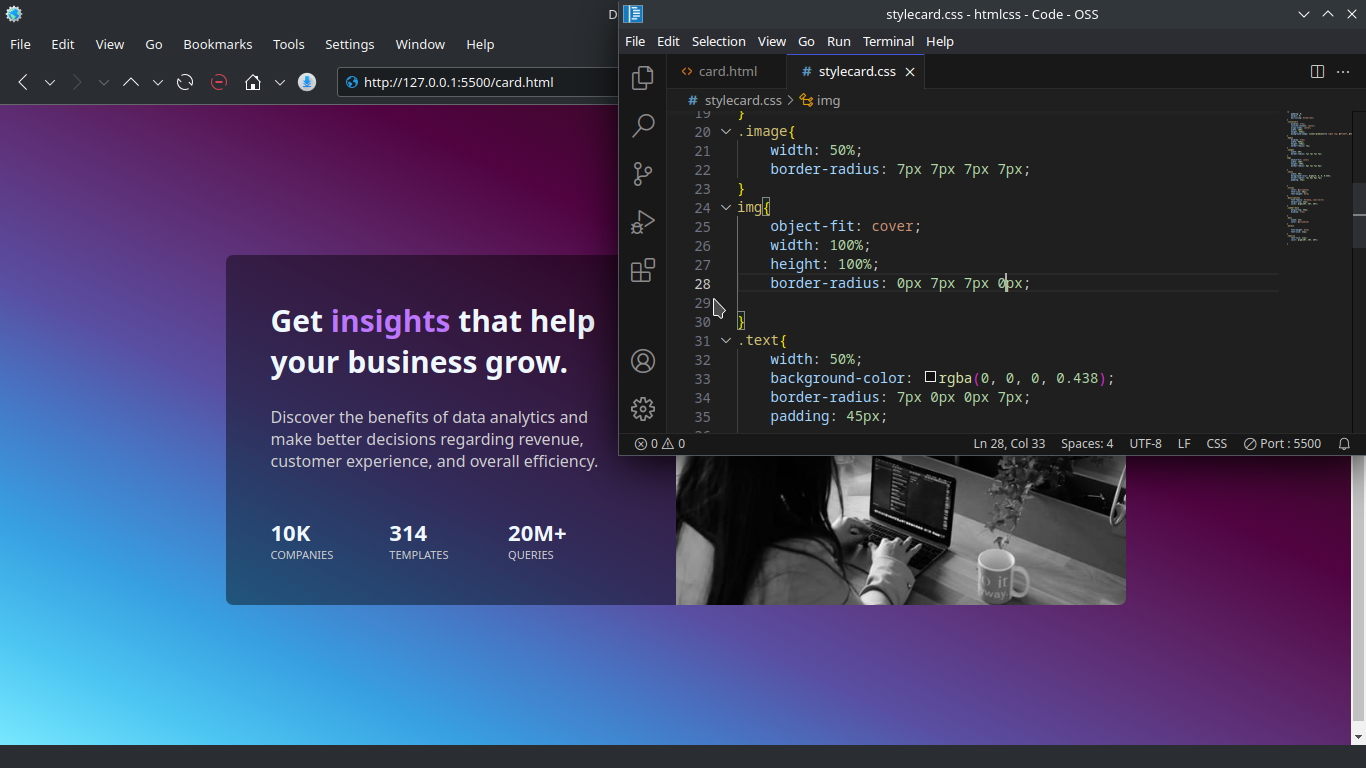 D
File Edit View Go Bookmarks Tools Settings Window Help
http://127.0.0.1:5500/card.html
Get insights that help
your business grow.
Discover the benefits of data analytics and
make better decisions regarding revenue,
customer experience, and overall efficiency.
10K 314 20M+
COMPANIES TEMPLATES QUERIES
stylecard.css - htmlcss - Code - OSS
File Edit Selection View Go Run Terminal Help
card.html # stylecard.css
# stylecard.css > img
19 }
20 .image{
21 width: 50%;
22 border-radius: 7px 7px 7px 7px;
23 }
24 img{
25 object-fit: cover;
26 width: 100%;
27 height: 100%;
28 border-radius: 0px 7px 7px 0px;
29
30 }
31 .text{
32 width: 50%;
33 background-color: rgba(0, 0, 0, 0.438);
34 border-radius: 7px 0px 0px 7px;
35 padding: 45px;
0 0 Ln 28, Col 33 Spaces: 4 UTF-8 LF CSS Port : 5500